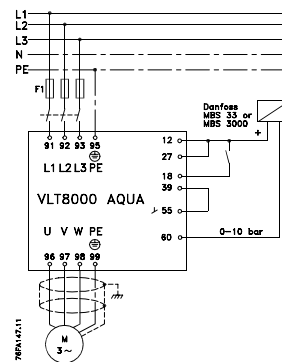 L1
L2
L3
N
PE
F1
Danfoss
MBS 33 or
MBS 3000
+
91 92 93 95
L1 L2 L3 PE
12
27
18
39
VLT8000 AQUA
55
U V W PE
60
0-10 bar
96 97 98 99
M
3~
76FA147.11